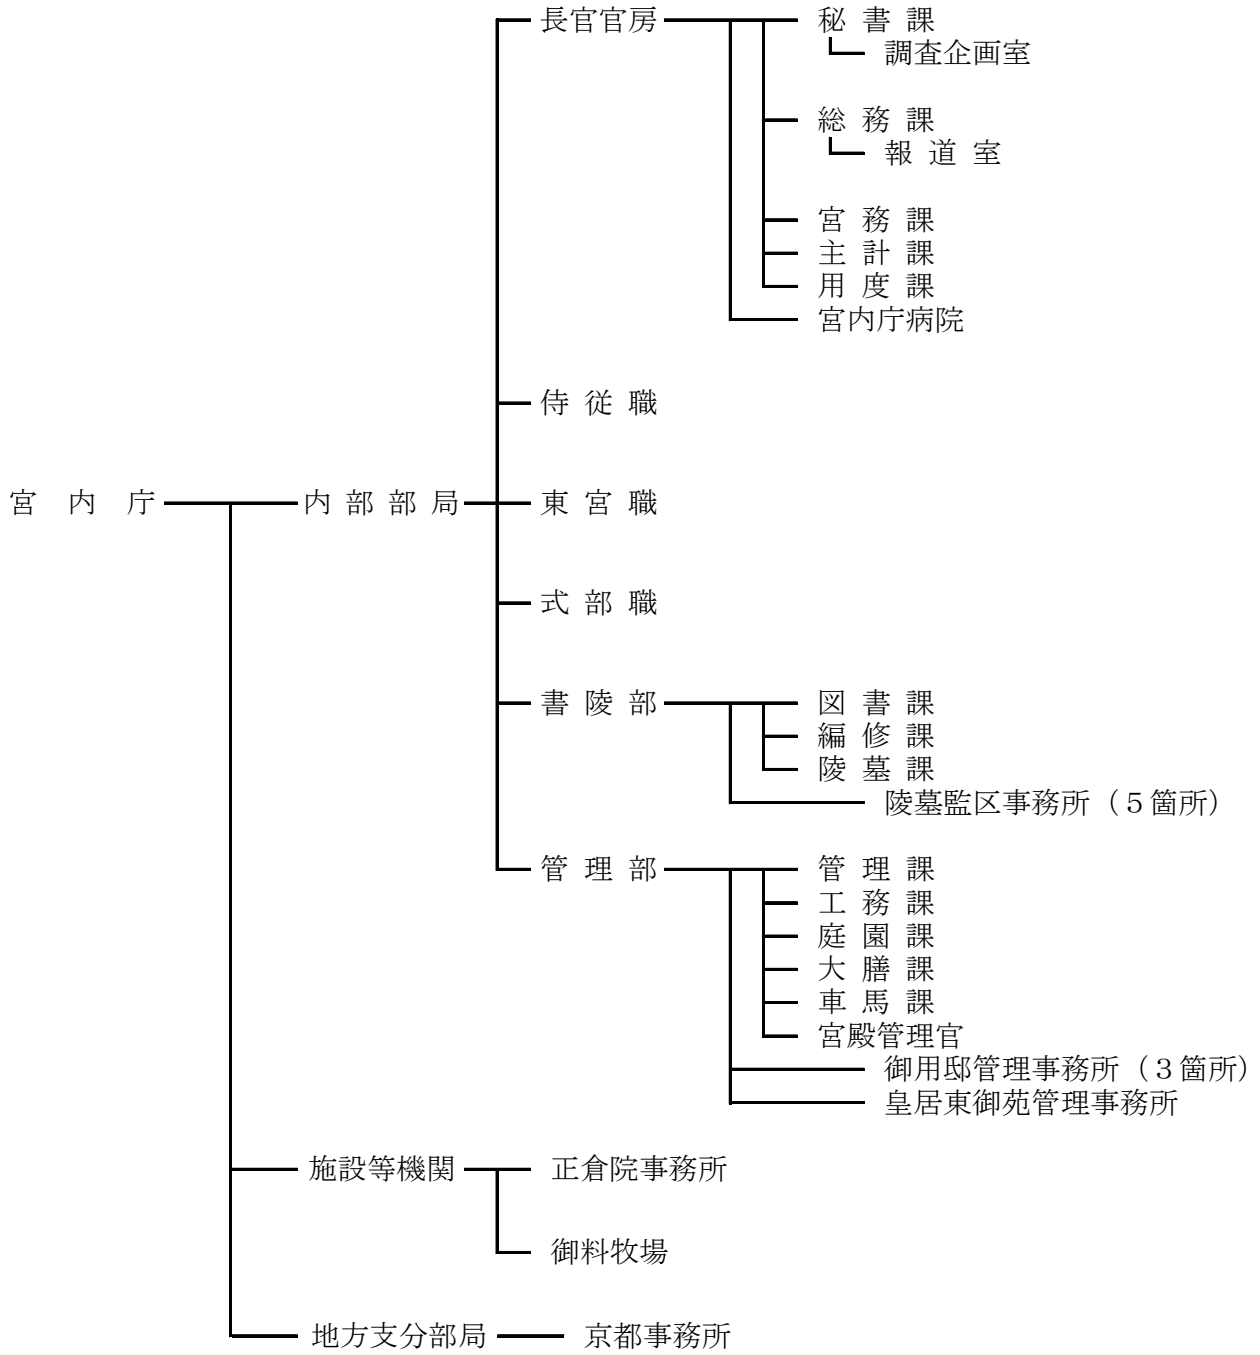 長官官房
秘書課
調査企画室
総務課
報道室
宮務課
主計課
用度課
宮内庁病院
侍従職
宮内庁
内部部局
東宮職
式部職
書陵部
図書課
編修課
陵墓課
陵墓監区事務所（５箇所）
管理部
管理課
工務課
庭園課
大膳課
車馬課
宮殿管理官
御用邸管理事務所（３箇所）
皇居東御苑管理事務所
施設等機関
正倉院事務所
御料牧場
地方支分部局
京都事務所